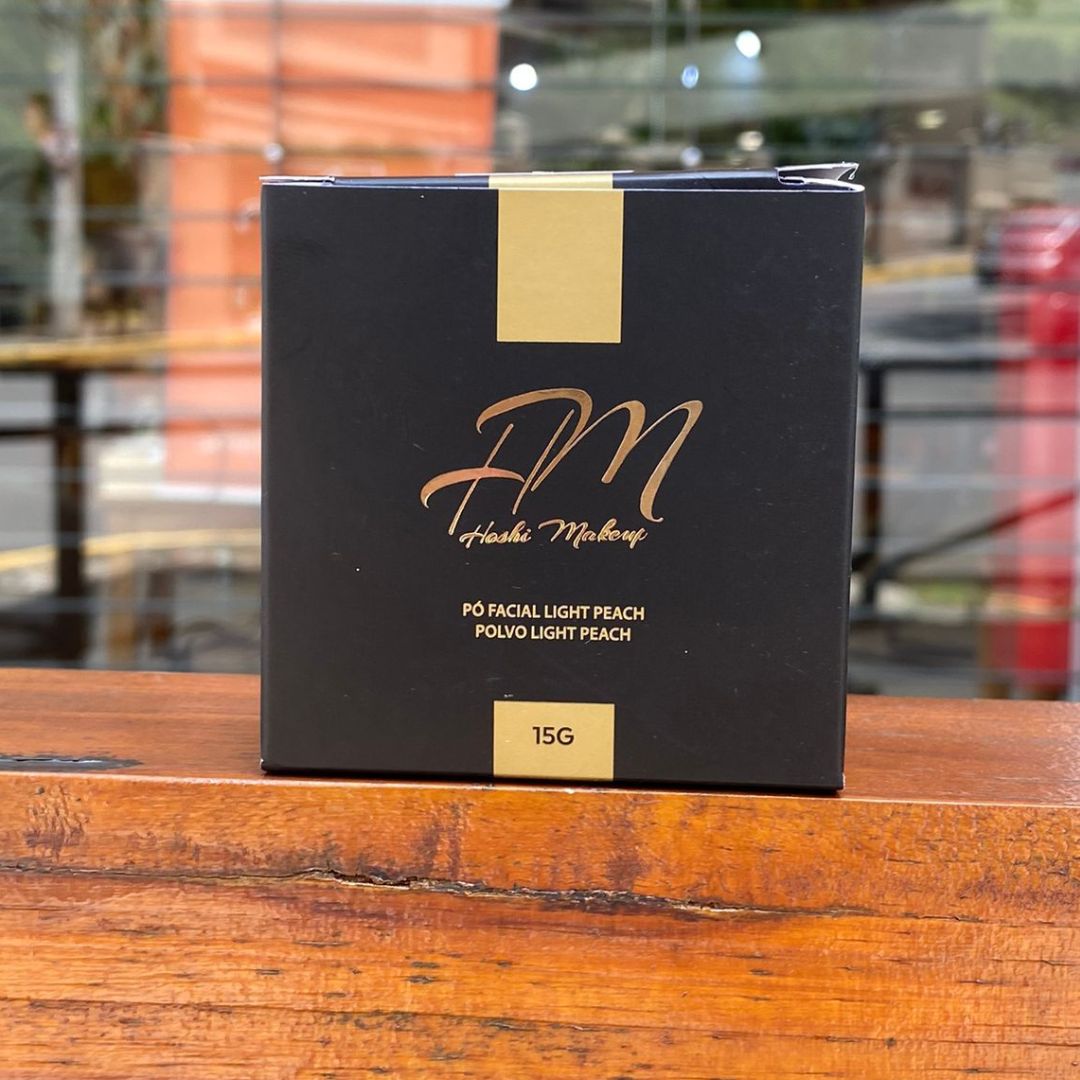 HM
Hoshi Makeup
PÓ FACIAL LIGHT PEACH
POLVO LIGHT PEACH
15G